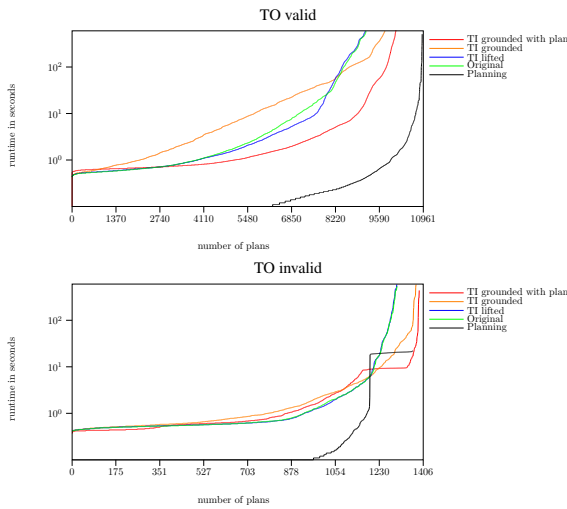 TO valid
TI grounded with plan
TI grounded
TI lifted
Original
Planning
runtime in seconds
10^2
10^1
10^0
0 1370 2740 4110 5480 6850 8220 9590 10961
number of plans
TO invalid
TI grounded with plan
TI grounded
TI lifted
Original
Planning
runtime in seconds
10^2
10^1
10^0
0 175 351 527 703 878 1054 1230 1406
number of plans